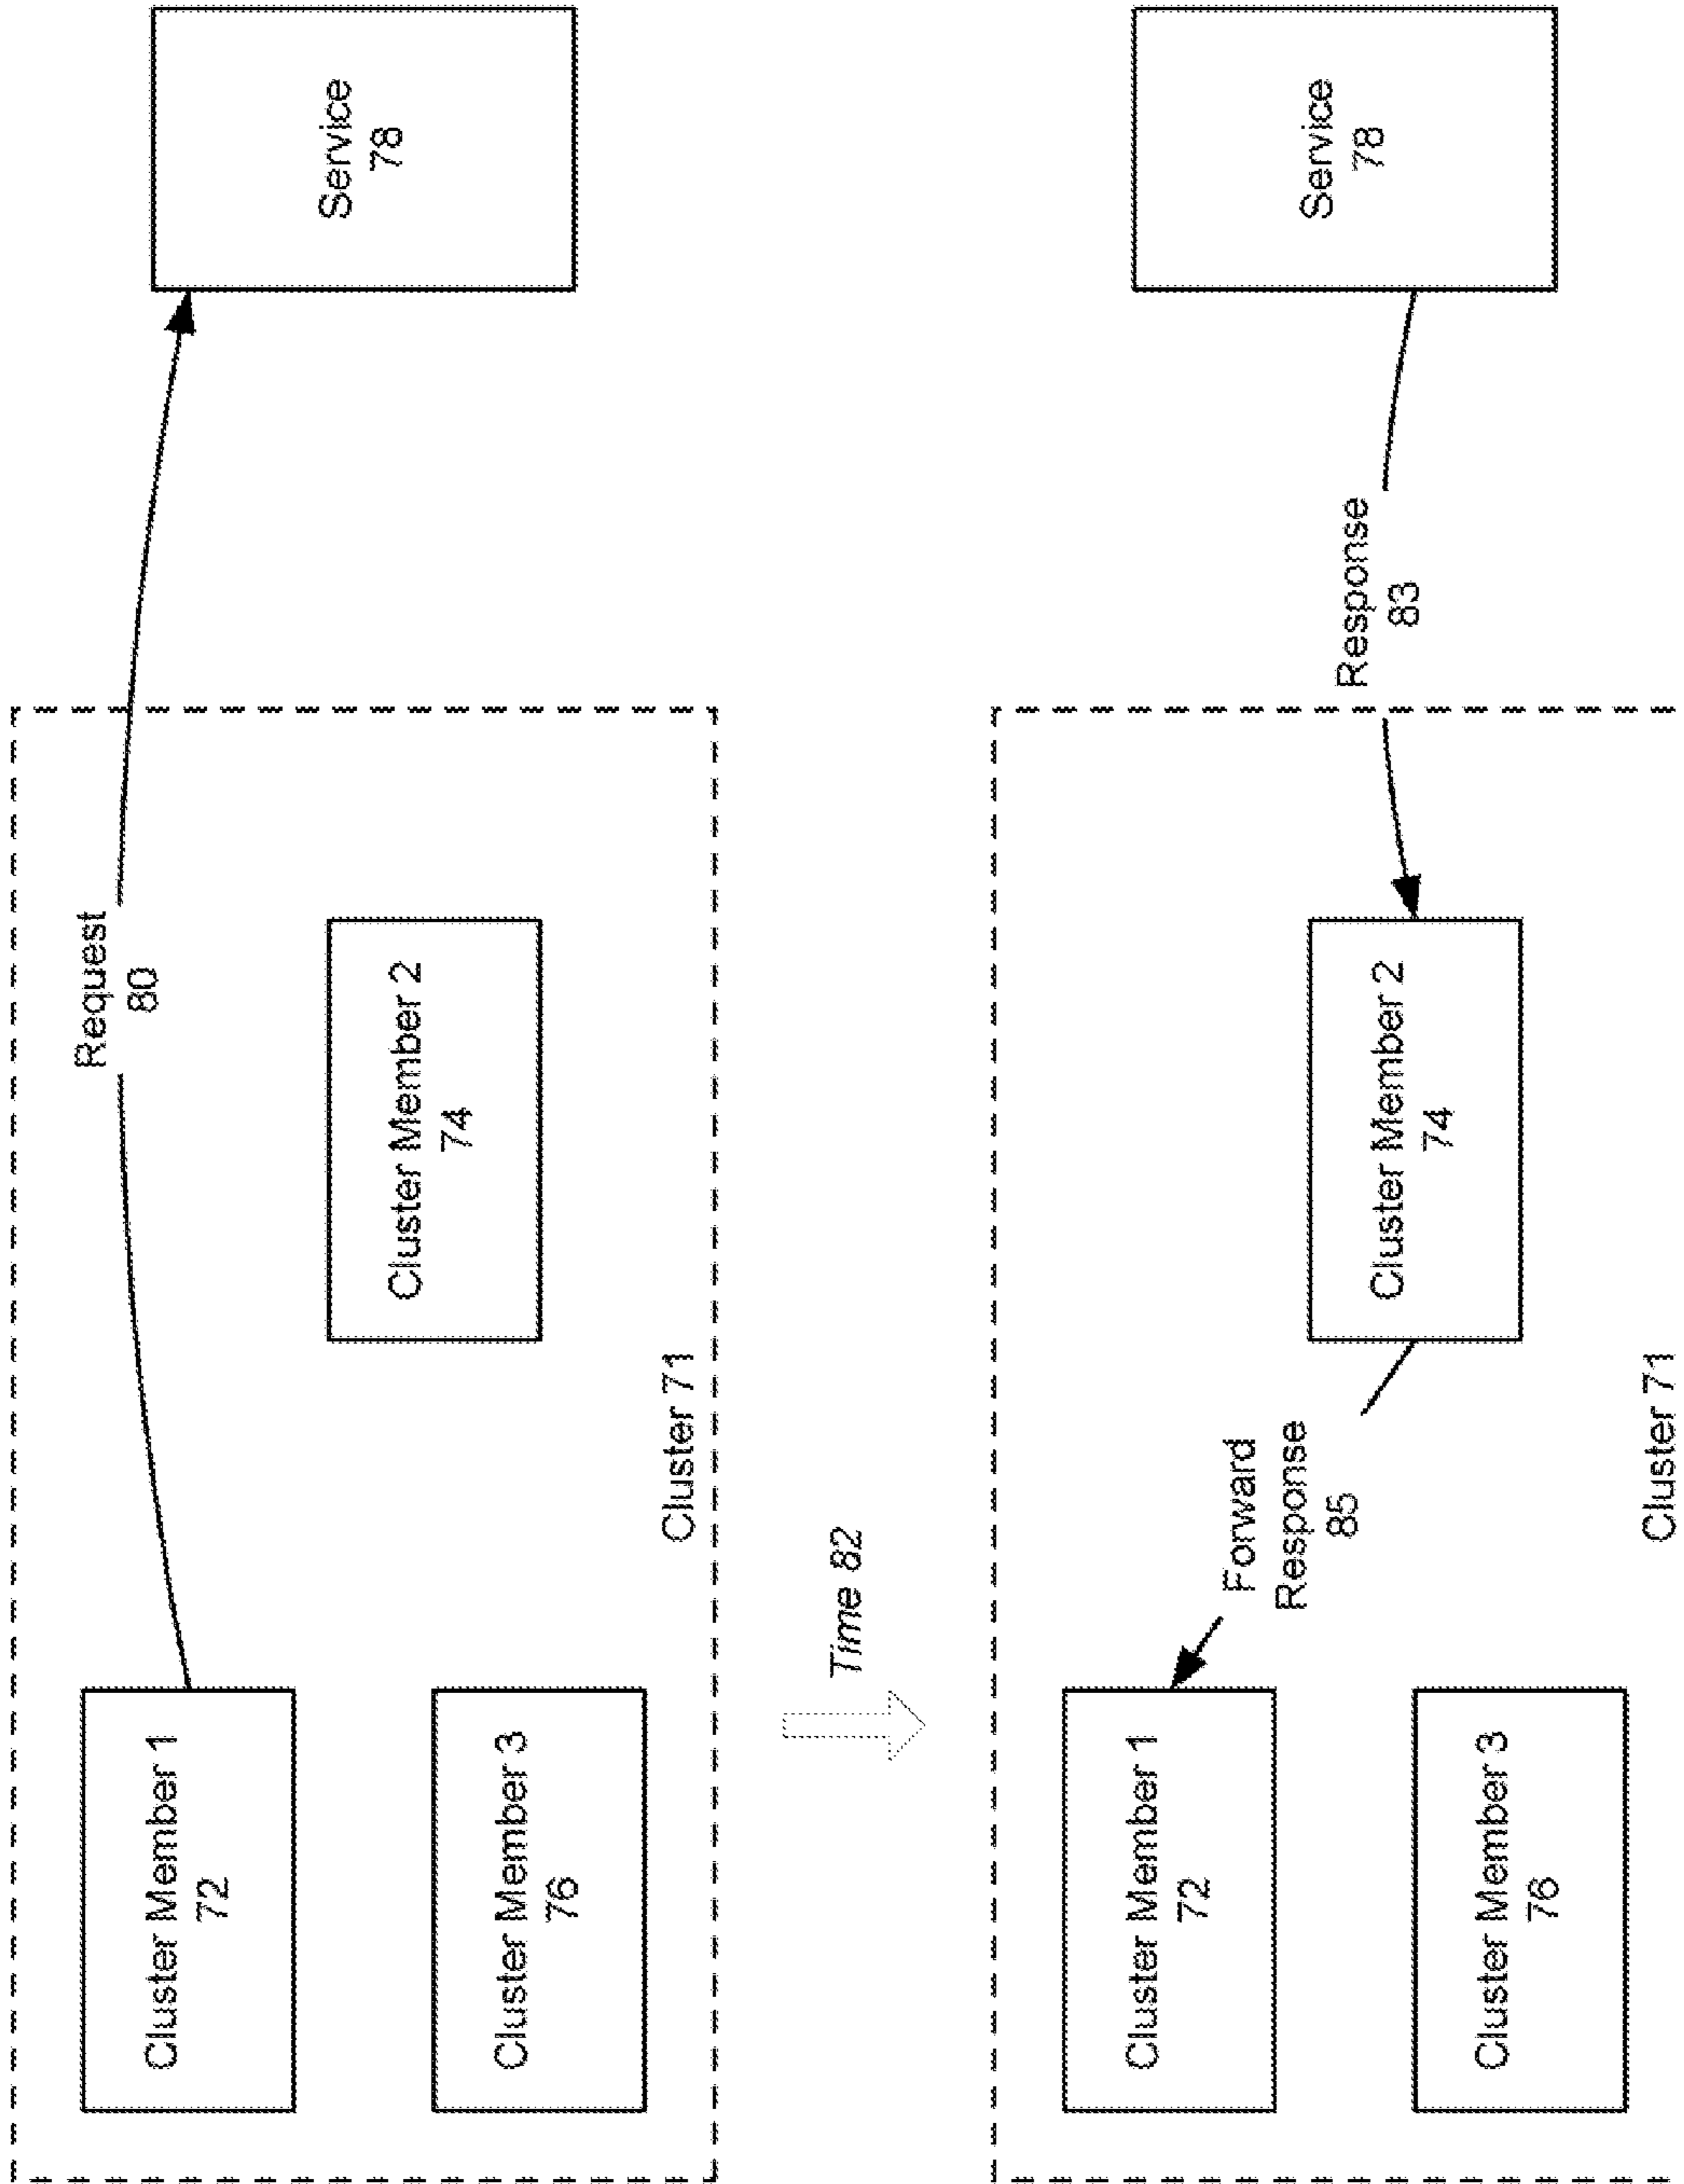 Request
80
Cluster Member 1
72
Cluster Member 2
74
Cluster Member 3
76
Cluster 71
Service
78
Time 82
Response
83
Forward
Response
85
Cluster Member 1
72
Cluster Member 2
74
Cluster Member 3
76
Cluster 71
Service
78